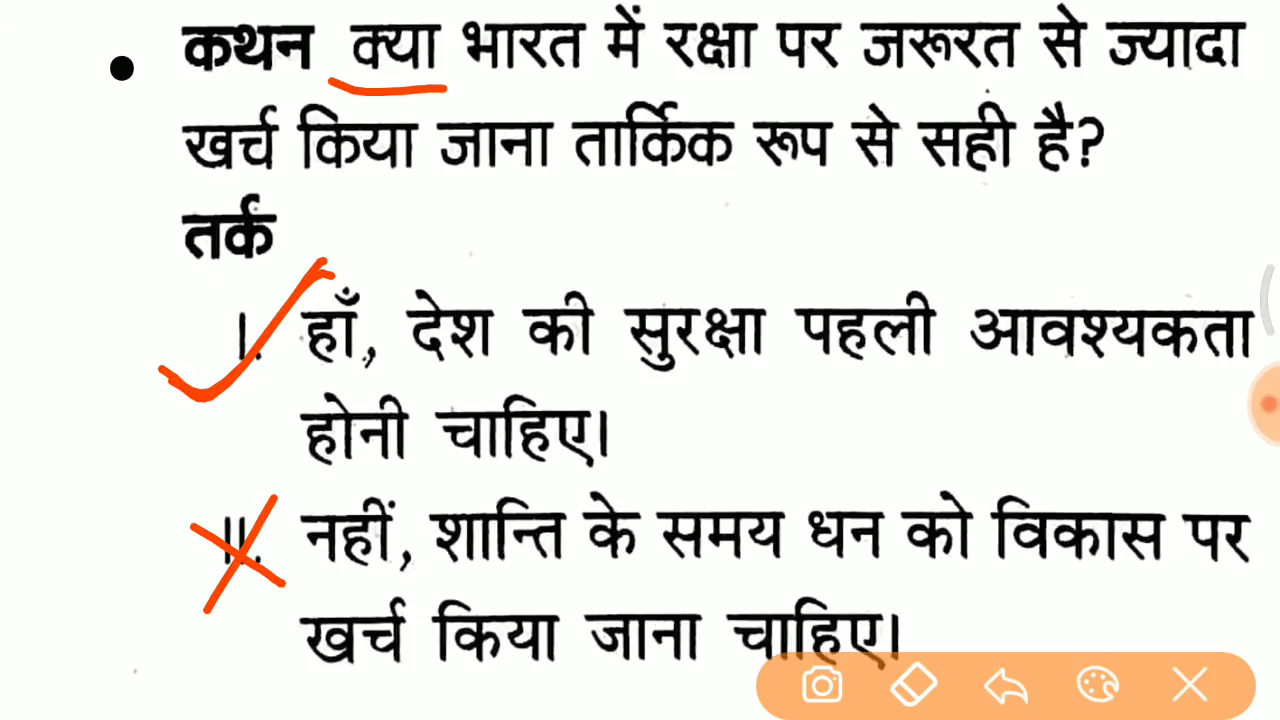 • कथन क्या भारत में रक्षा पर जरूरत से ज्यादा
खर्च किया जाना तार्किक रूप से सही है?
तर्क
I. हाँ, देश की सुरक्षा पहली आवश्यकता
होनी चाहिए।
II. नहीं, शान्ति के समय धन को विकास पर
खर्च किया जाना चाहिए।